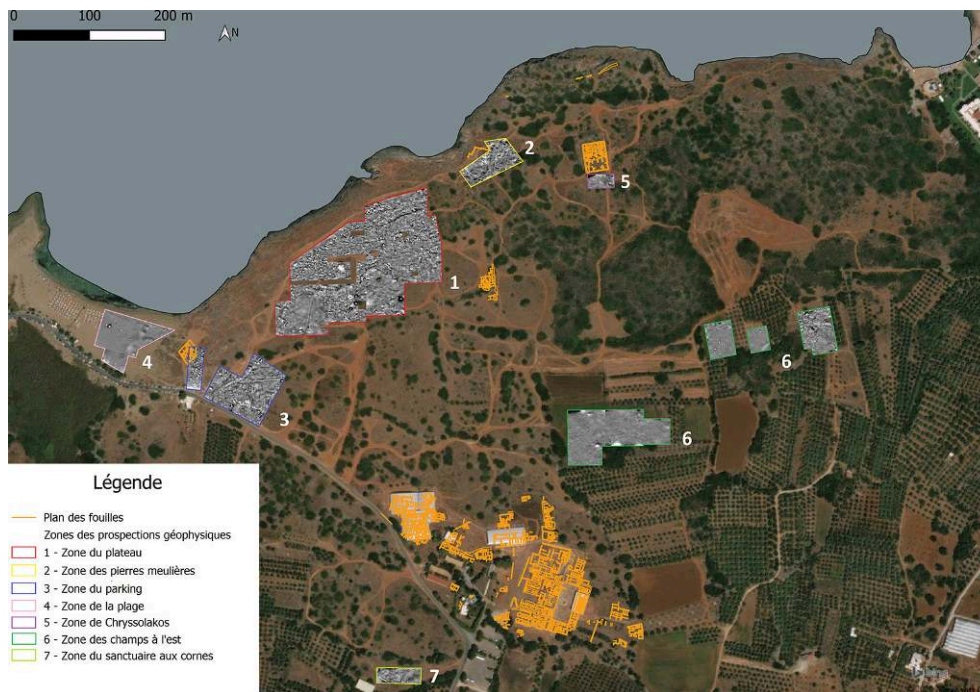 0 100 200 m
N
2
5
1
6
4
3
6
Légende
Plan des fouilles
Zones des prospections géophysiques
1 - Zone du plateau
2 - Zone des pierres meulières
3 - Zone du parking
4 - Zone de la plage
5 - Zone de Chryssolakos
6 - Zone des champs à l'est
7 - Zone du sanctuaire aux cornes
7